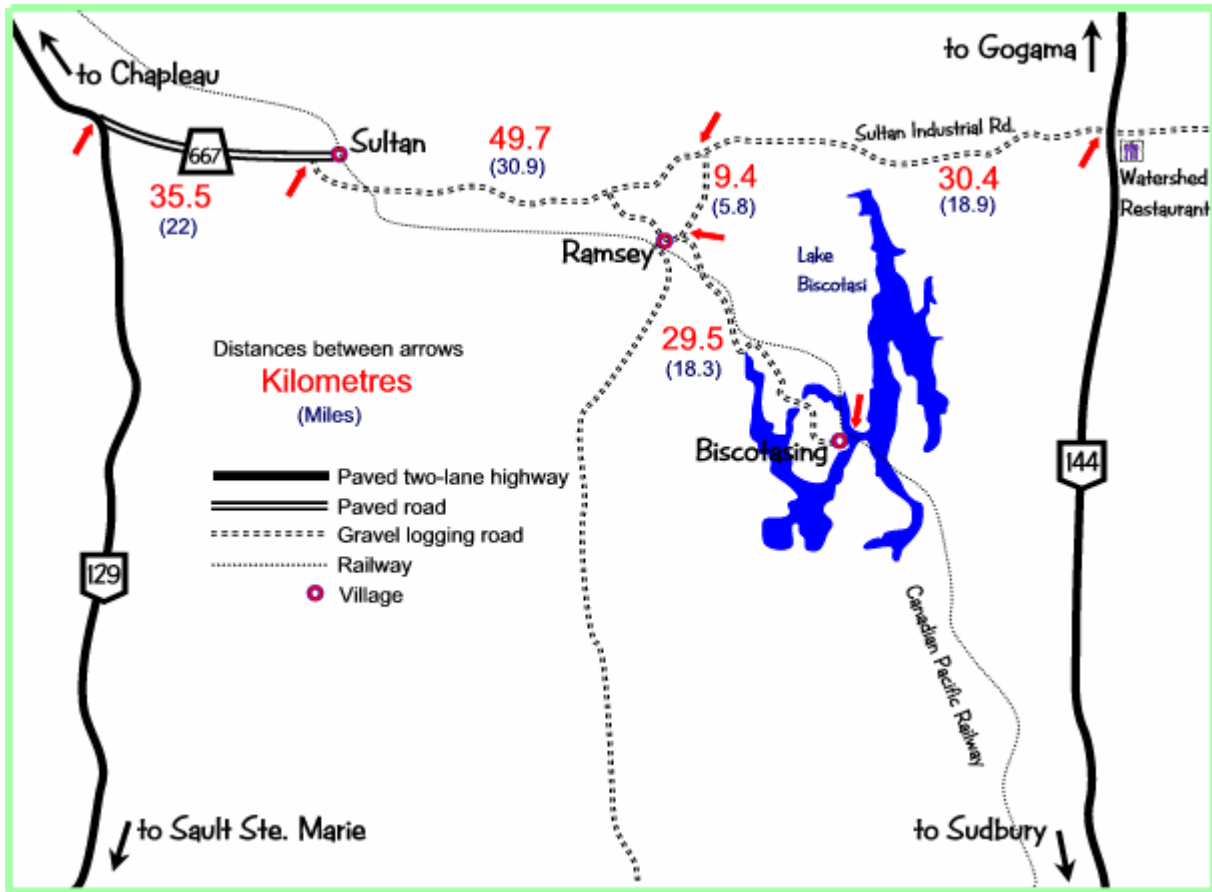 to Gogama
to Chapleau
Sultan Industrial Rd.
Sultan
49.7
(30.9)
667
9.4
(5.8)
30.4
(18.9)
Watershed
Restaurant
35.5
(22)
Ramsey
Lake
Biscotasi
29.5
(18.3)
Distances between arrows
Kilometres
(Miles)
Biscotasing
144
Paved two-lane highway
Paved road
Gravel logging road
Railway
Village
129
Canadian Pacific Railway
to Sault Ste. Marie
to Sudbury